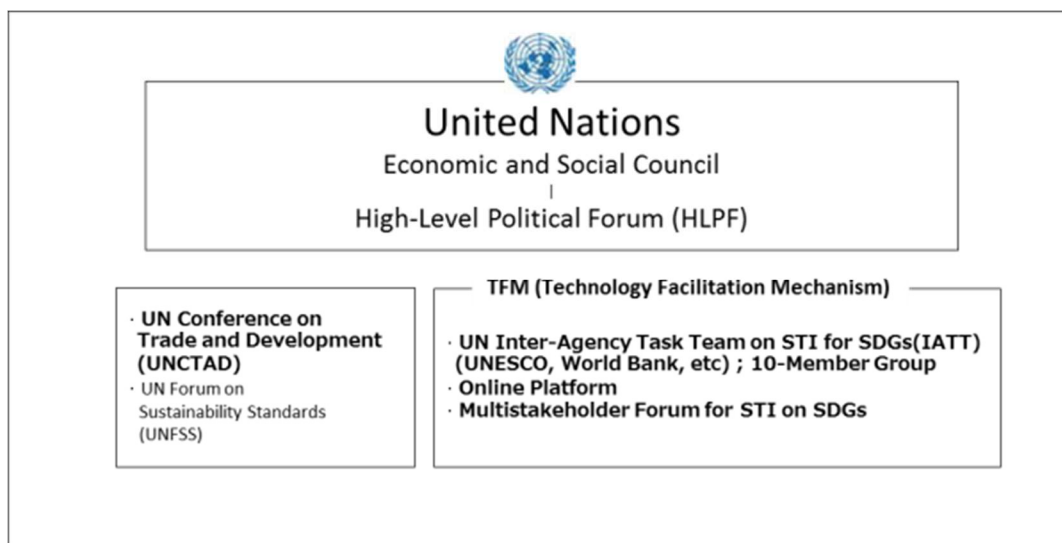 United Nations
Economic and Social Council
High-Level Political Forum (HLPF)
· UN Conference on
Trade and Development
(UNCTAD)
· UN Forum on
Sustainability Standards
(UNFSS)
TFM (Technology Facilitation Mechanism)
· UN Inter-Agency Task Team on STI for SDGs(IATT)
(UNESCO, World Bank, etc) ; 10-Member Group
· Online Platform
· Multistakeholder Forum for STI on SDGs